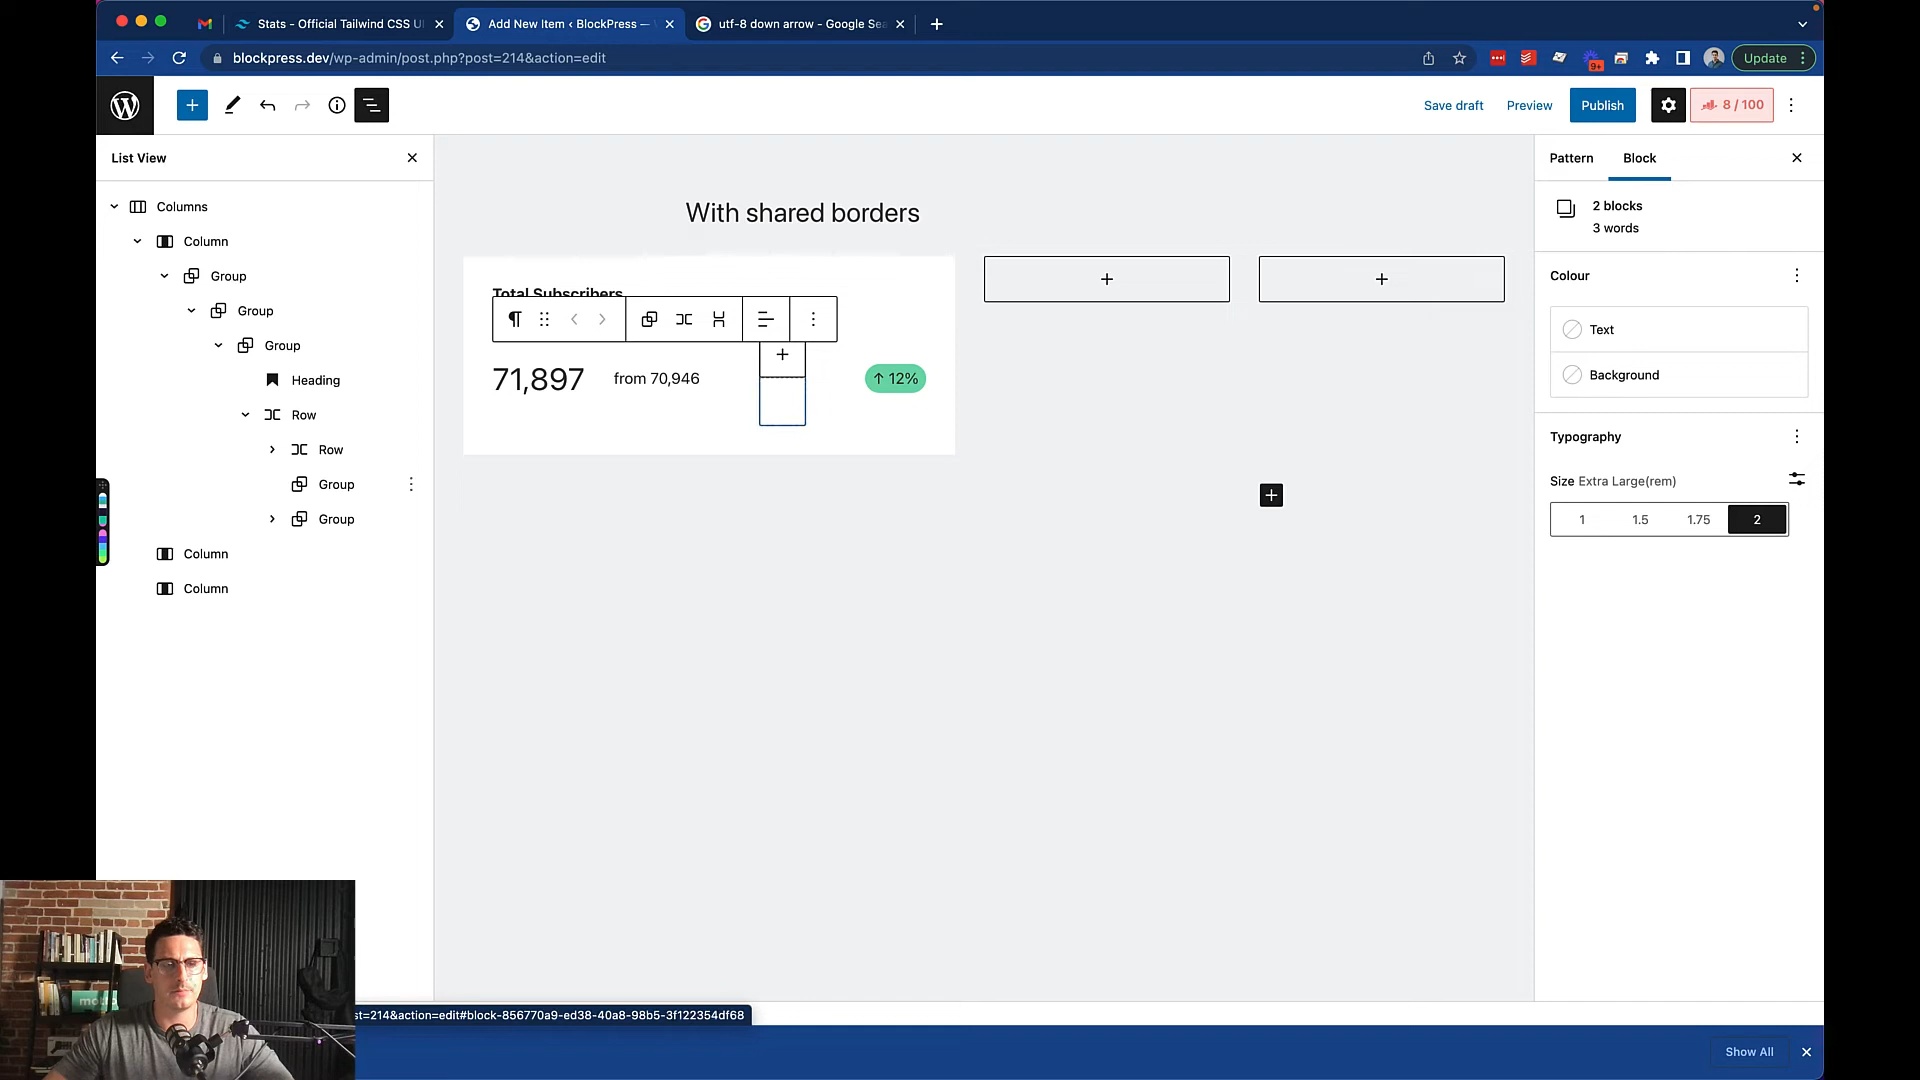 Stats - Official Tailwind CSS U
Add New Item ‹ BlockPress —
utf-8 down arrow - Google Sea
blockpress.dev/wp-admin/post.php?post=214&action=edit
9+
Update
Save draft
Preview
Publish
8 / 100
List View
Columns
Column
Group
Group
Group
Heading
Row
Row
Group
Group
Column
Column
With shared borders
Total Subscribers
71,897
from 70,946
↑ 12%
Pattern
Block
2 blocks
3 words
Colour
Text
Background
Typography
Size Extra Large(rem)
1 1.5 1.75 2
st=214&action=edit#block-856770a9-ed38-40a8-98b5-3f122354df68
Show All